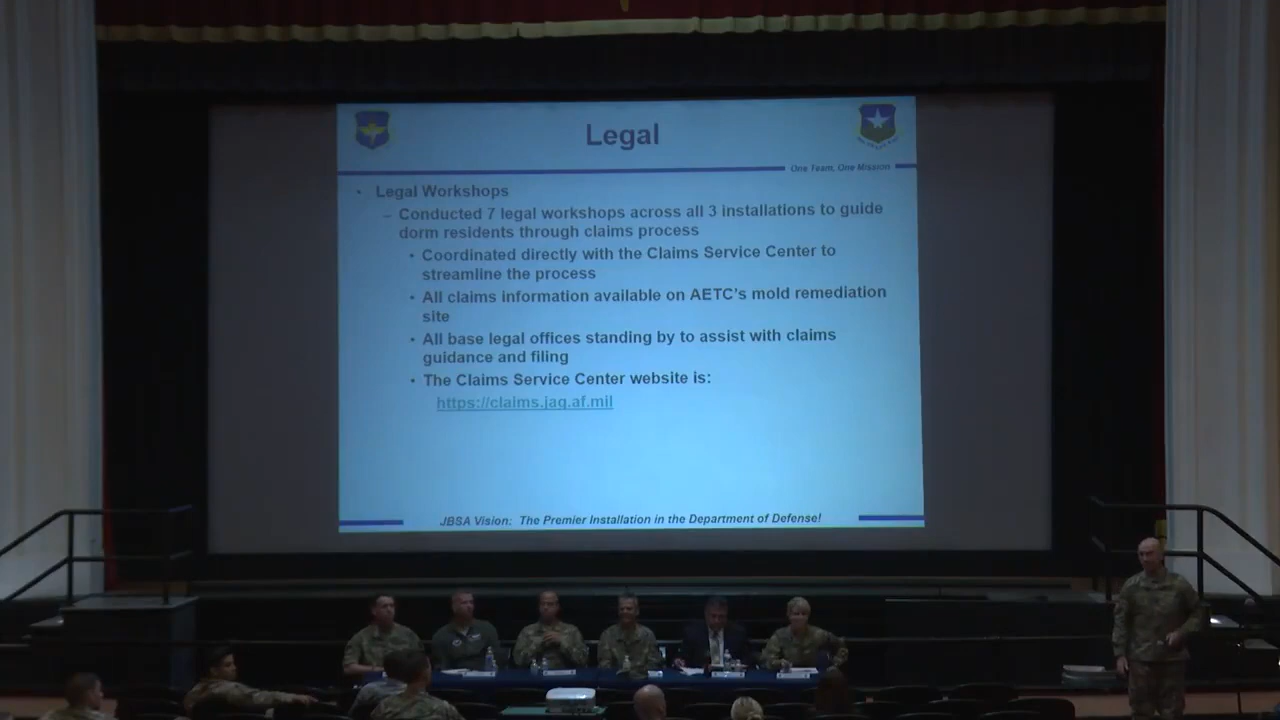 Legal
One Team, One Mission
• Legal Workshops
– Conducted 7 legal workshops across all 3 installations to guide
dorm residents through claims process
• Coordinated directly with the Claims Service Center to
streamline the process
• All claims information available on AETC's mold remediation
site
• All base legal offices standing by to assist with claims
guidance and filing
• The Claims Service Center website is:
https://claims.jag.af.mil
JBSA Vision: The Premier Installation in the Department of Defense!